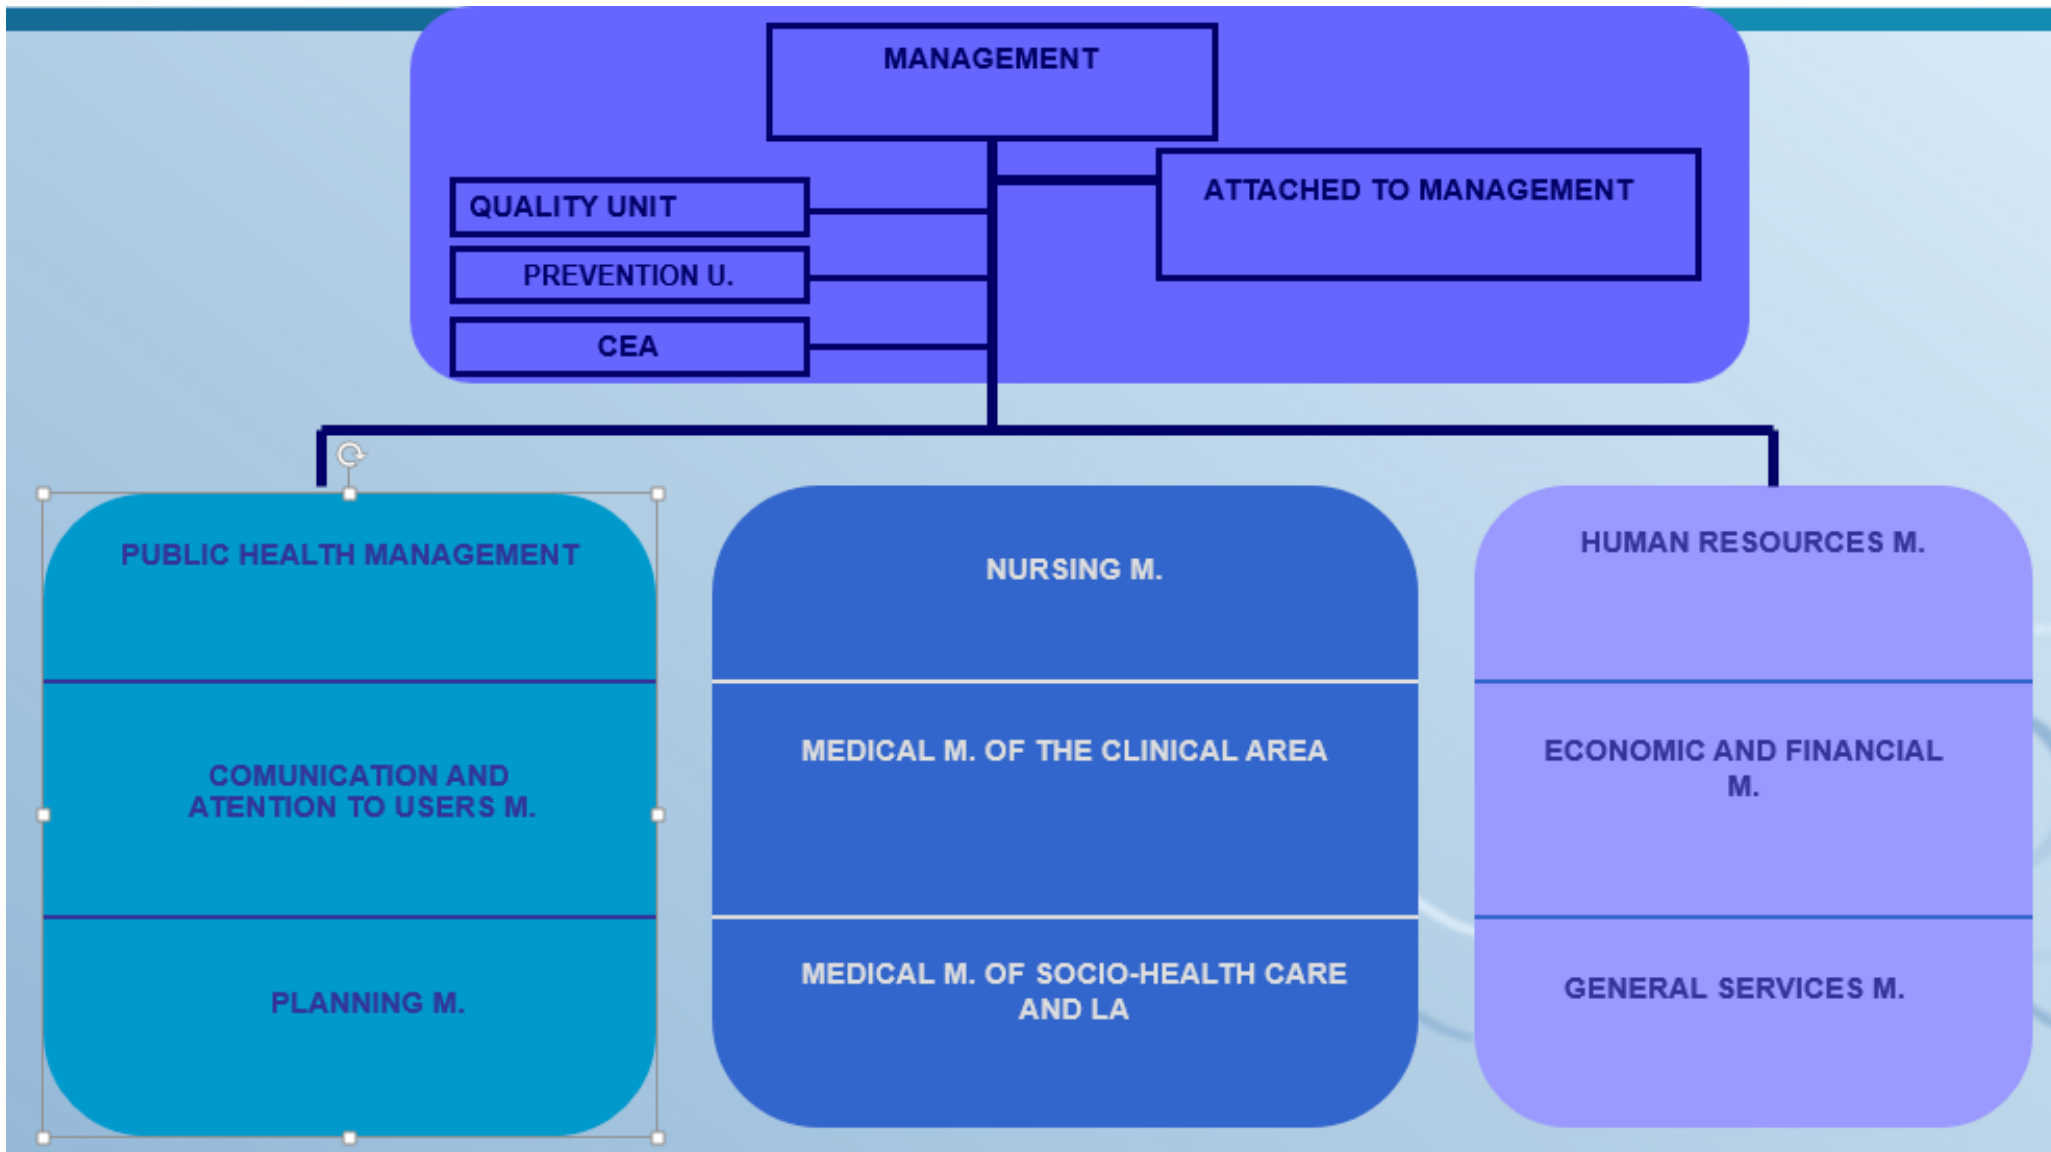 MANAGEMENT
ATTACHED TO MANAGEMENT
QUALITY UNIT
PREVENTION U.
CEA
PUBLIC HEALTH MANAGEMENT
COMUNICATION AND
ATENTION TO USERS M.
PLANNING M.
NURSING M.
MEDICAL M. OF THE CLINICAL AREA
MEDICAL M. OF SOCIO-HEALTH CARE
AND LA
HUMAN RESOURCES M.
ECONOMIC AND FINANCIAL
M.
GENERAL SERVICES M.